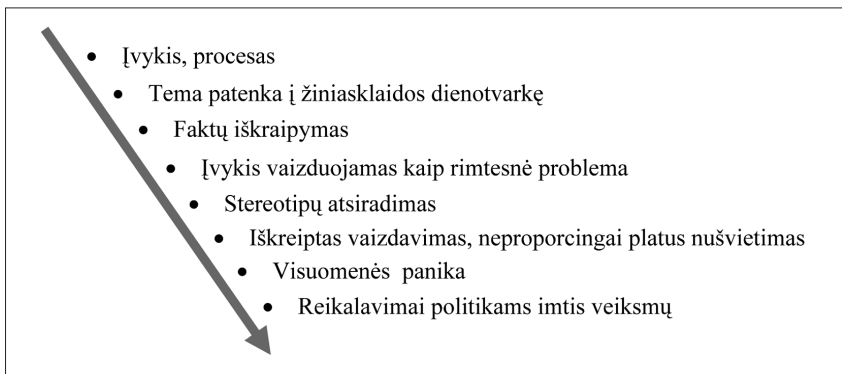 • Įvykis, procesas
• Tema patenka į žiniasklaidos dienotvarkę
• Faktų iškraipymas
• Įvykis vaizduojamas kaip rimtesnė problema
• Stereotipų atsiradimas
• Iškreiptas vaizdavimas, neproporcingai platus nušvietimas
• Visuomenės panika
• Reikalavimai politikams imtis veiksmų